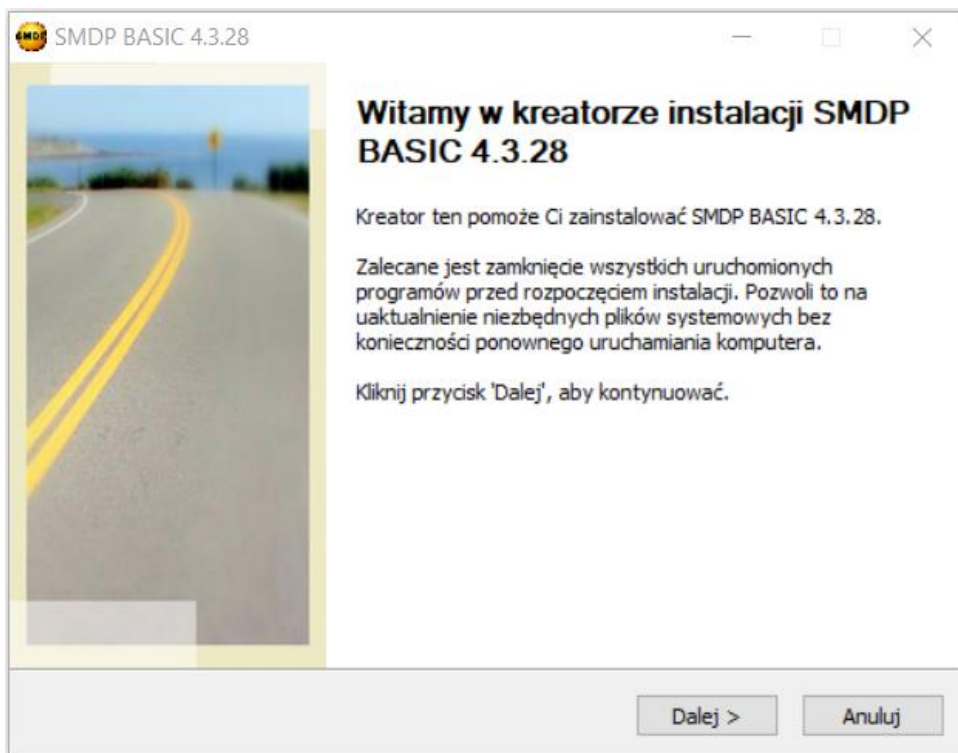 SMDP BASIC 4.3.28
Witamy w kreatorze instalacji SMDP
BASIC 4.3.28
Kreator ten pomoże Ci zainstalować SMDP BASIC 4.3.28.
Zalecane jest zamknięcie wszystkich uruchomionych
programów przed rozpoczęciem instalacji. Pozwoli to na
uaktualnienie niezbędnych plików systemowych bez
konieczności ponownego uruchamiania komputera.
Kliknij przycisk 'Dalej', aby kontynuować.
Dalej >
Anuluj